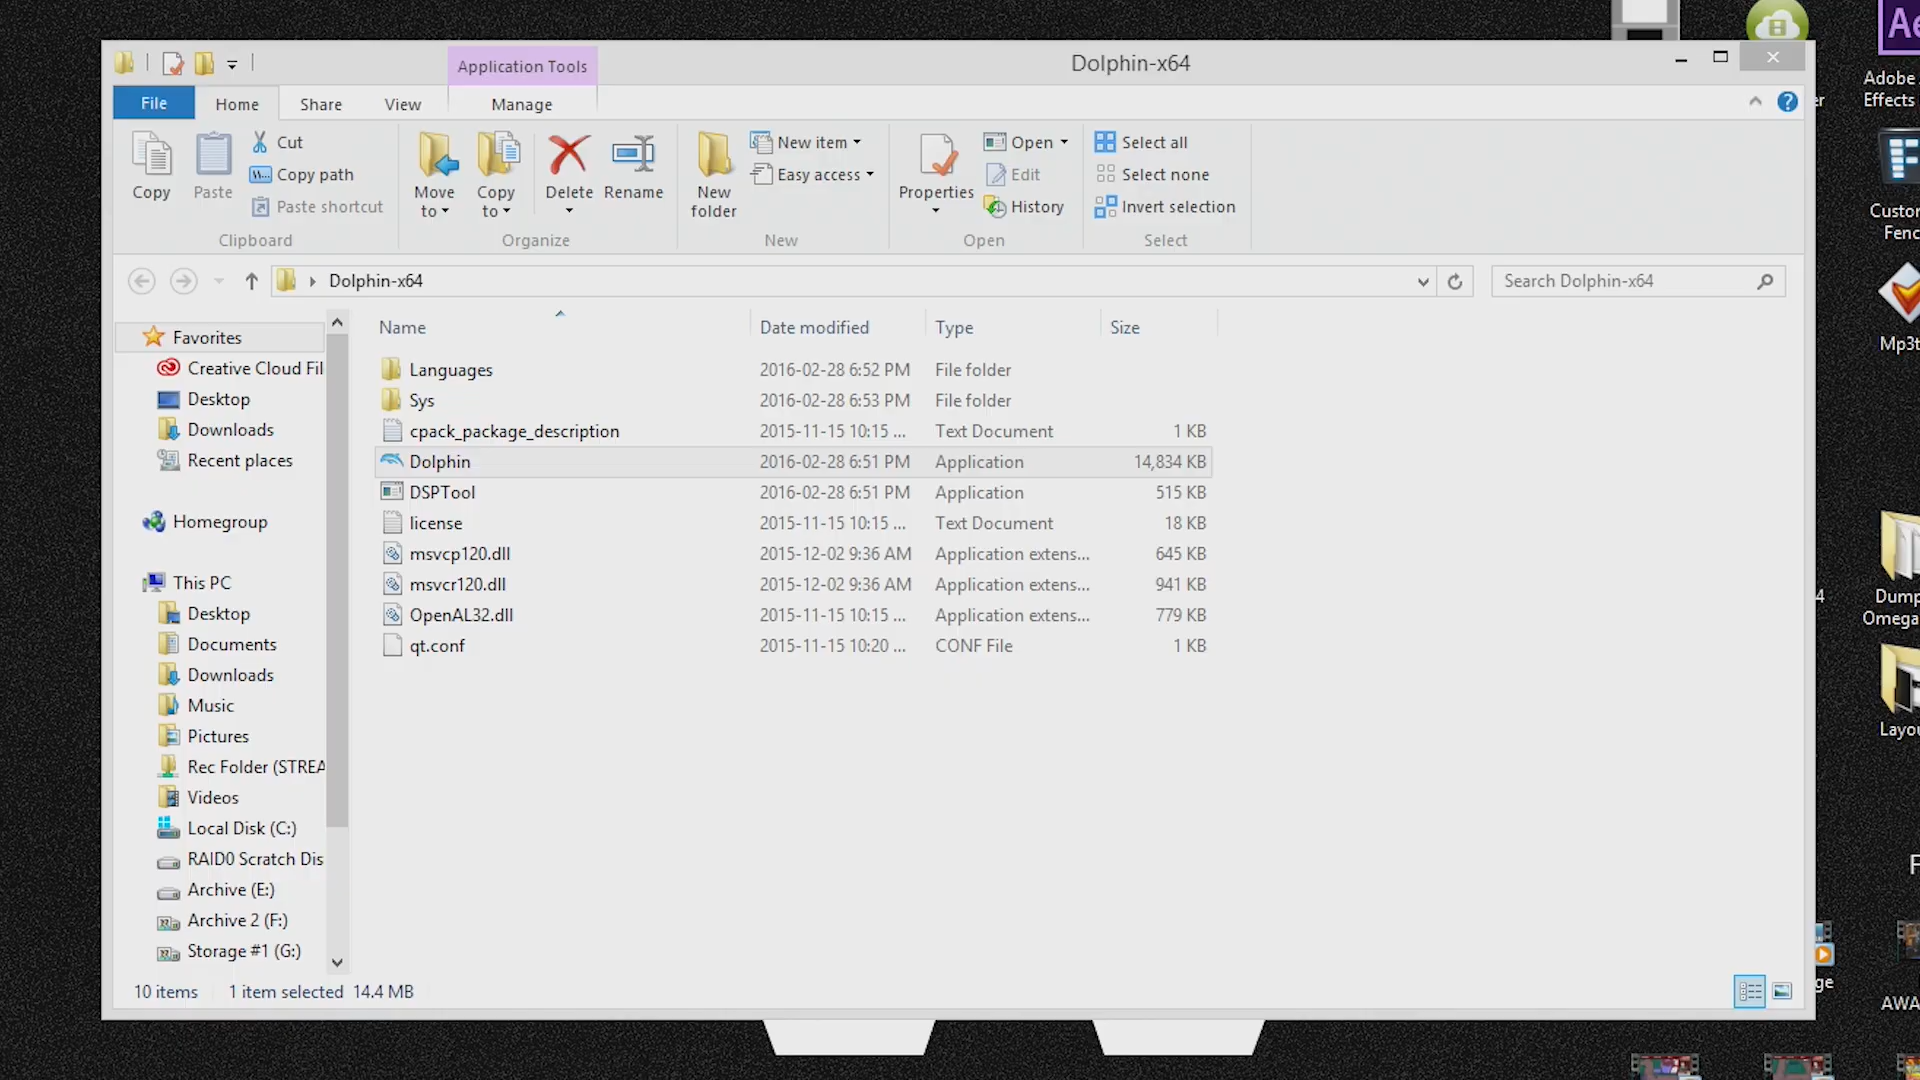 Application Tools
Dolphin-x64
File
Home
Share
View
Manage
Copy
Paste
Cut
Copy path
Paste shortcut
Clipboard
Move to
Copy to
Delete
Rename
Organize
New folder
New item
Easy access
New
Properties
Open
Edit
History
Open
Select all
Select none
Invert selection
Select
Dolphin-x64
Search Dolphin-x64
Name Date modified Type Size
Languages 2016-02-28 6:52 PM File folder
Sys 2016-02-28 6:53 PM File folder
cpack_package_description 2015-11-15 10:15 ... Text Document 1 KB
Dolphin 2016-02-28 6:51 PM Application 14,834 KB
DSPTool 2016-02-28 6:51 PM Application 515 KB
license 2015-11-15 10:15 ... Text Document 18 KB
msvcp120.dll 2015-12-02 9:36 AM Application extens... 645 KB
msvcr120.dll 2015-12-02 9:36 AM Application extens... 941 KB
OpenAL32.dll 2015-11-15 10:15 ... Application extens... 779 KB
qt.conf 2015-11-15 10:20 ... CONF File 1 KB
Favorites
Creative Cloud Fil
Desktop
Downloads
Recent places
Homegroup
This PC
Desktop
Documents
Downloads
Music
Pictures
Rec Folder (STREA
Videos
Local Disk (C:)
RAID0 Scratch Dis
Archive (E:)
Archive 2 (F:)
Storage #1 (G:)
10 items 1 item selected 14.4 MB
Ae
Adobe
Effects
Custo
Fenc
Mp3t
Dump
Omega
Layou
AWA